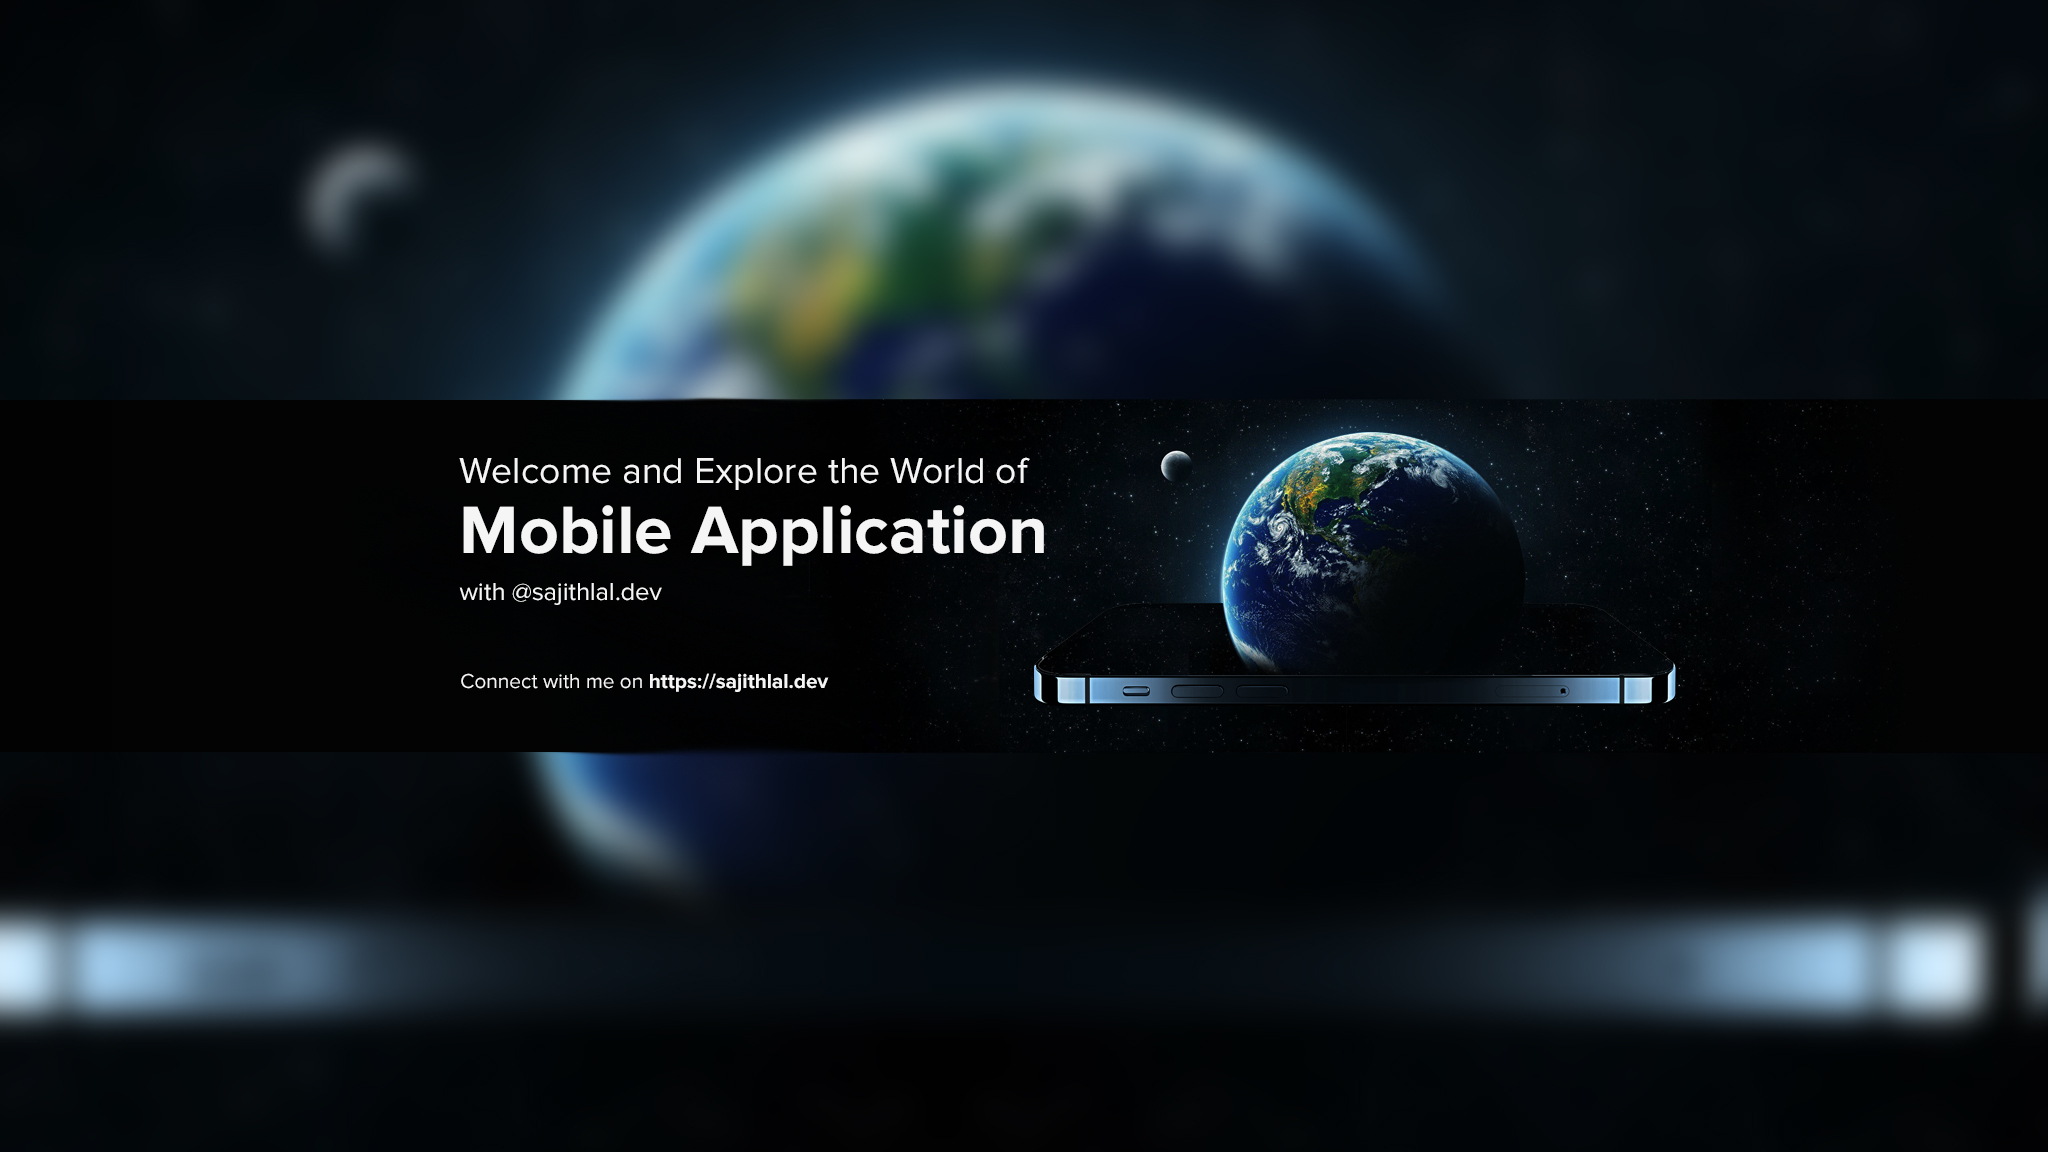 Welcome and Explore the World of
Mobile Application
with @sajithlal.dev
Connect with me on https://sajithlal.dev